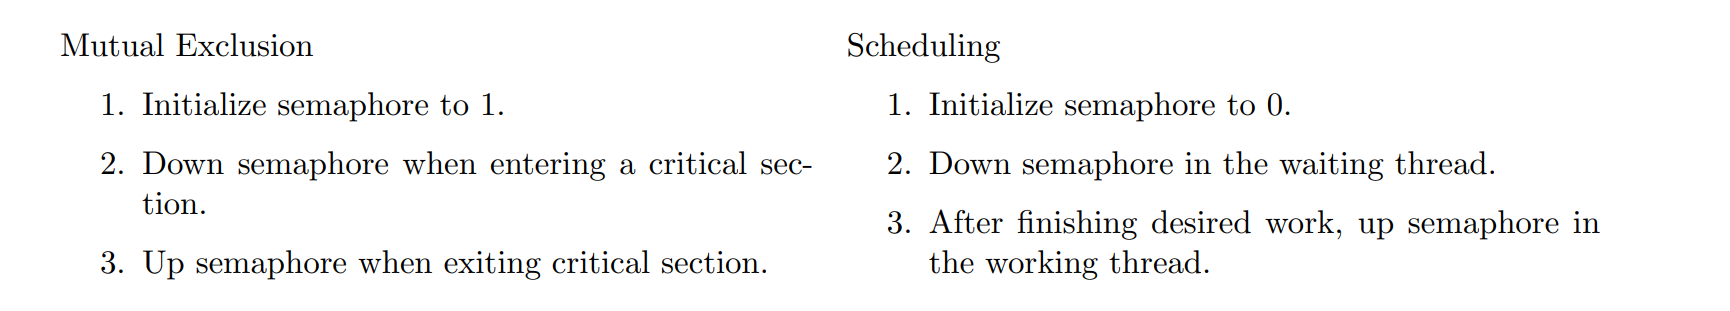 Mutual Exclusion
1. Initialize semaphore to 1.
2. Down semaphore when entering a critical sec-
tion.
3. Up semaphore when exiting critical section.
Scheduling
1. Initialize semaphore to 0.
2. Down semaphore in the waiting thread.
3. After finishing desired work, up semaphore in
the working thread.